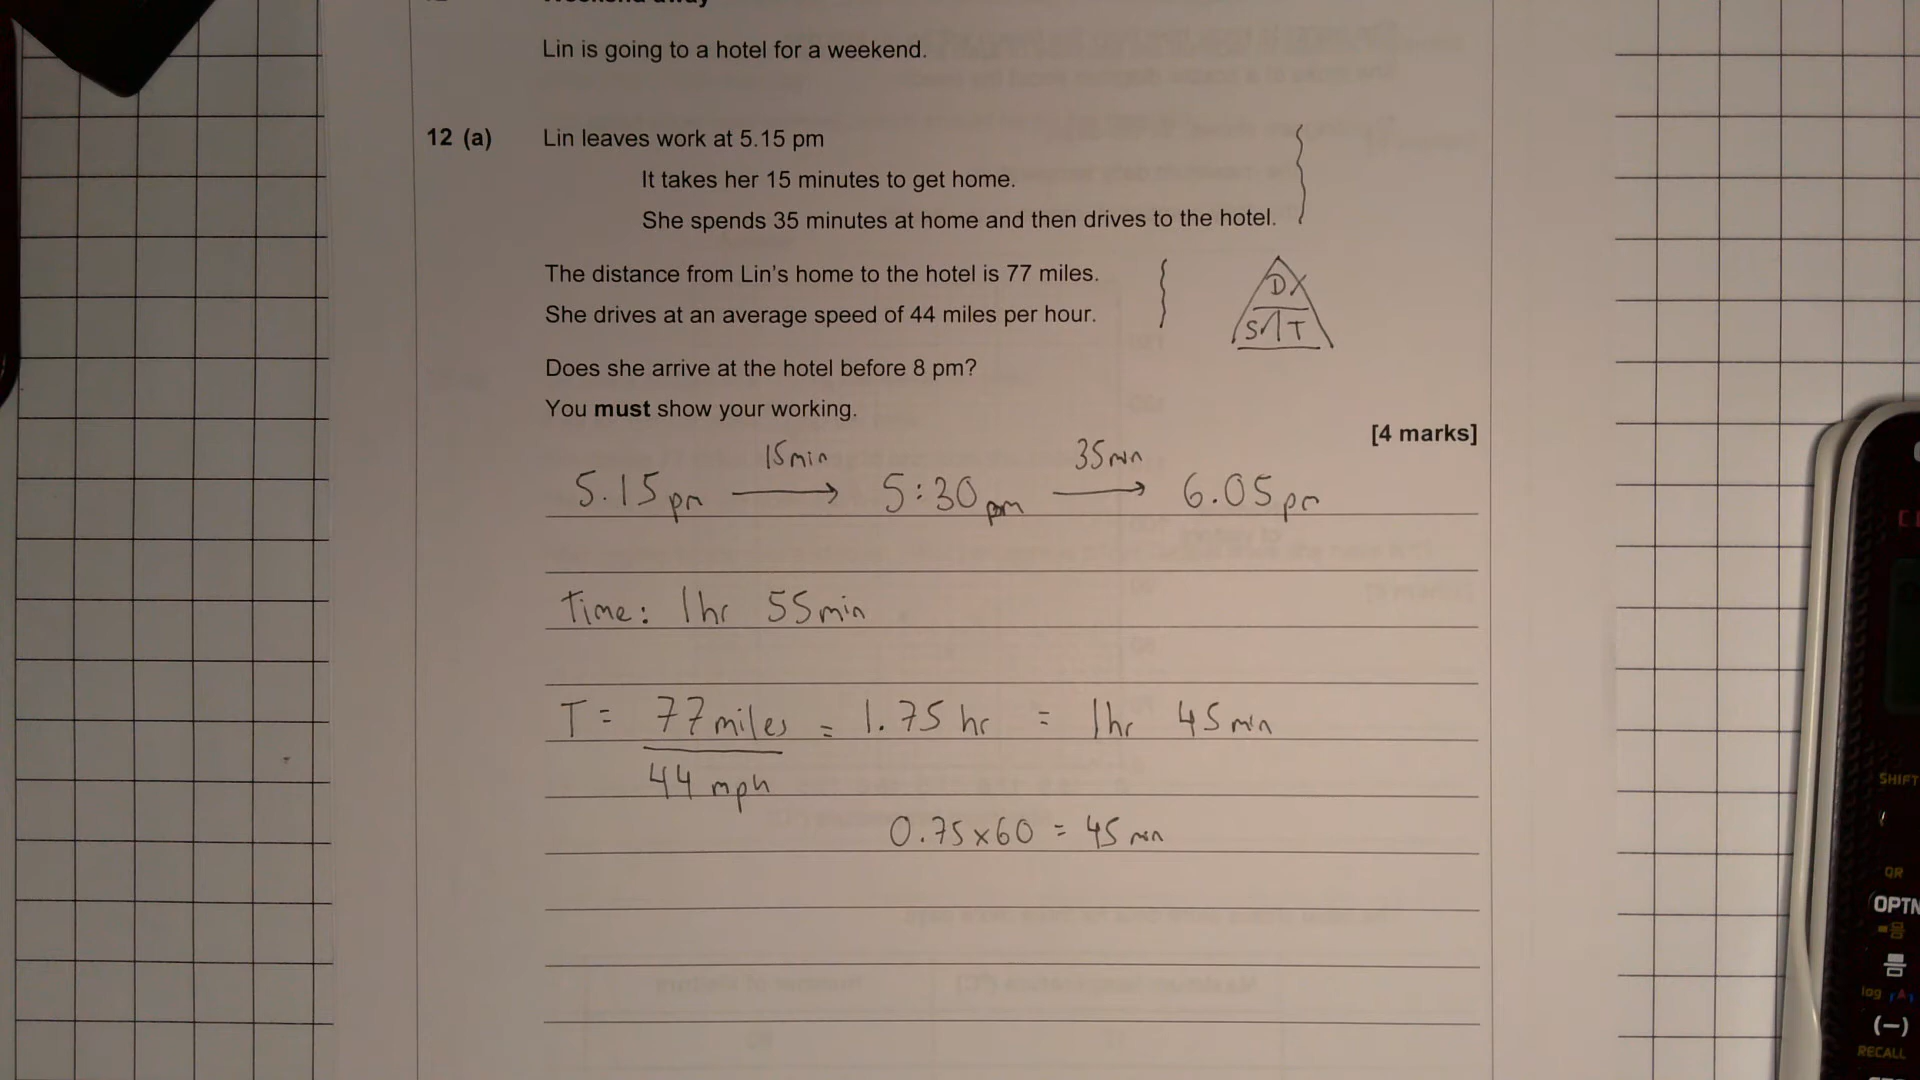 Lin is going to a hotel for a weekend.
12 (a) Lin leaves work at 5.15 pm
It takes her 15 minutes to get home.
She spends 35 minutes at home and then drives to the hotel.
The distance from Lin's home to the hotel is 77 miles.
She drives at an average speed of 44 miles per hour.
D
S T
Does she arrive at the hotel before 8 pm?
You must show your working.
[4 marks]
15min 35min
5.15pm → 5:30pm → 6.05pm
Time: 1hr 55min
T = 77miles = 1.75 hr = 1hr 45min
44 mph
0.75×60 = 45 min
SHIFT
OPTN
log
(−)
RECALL